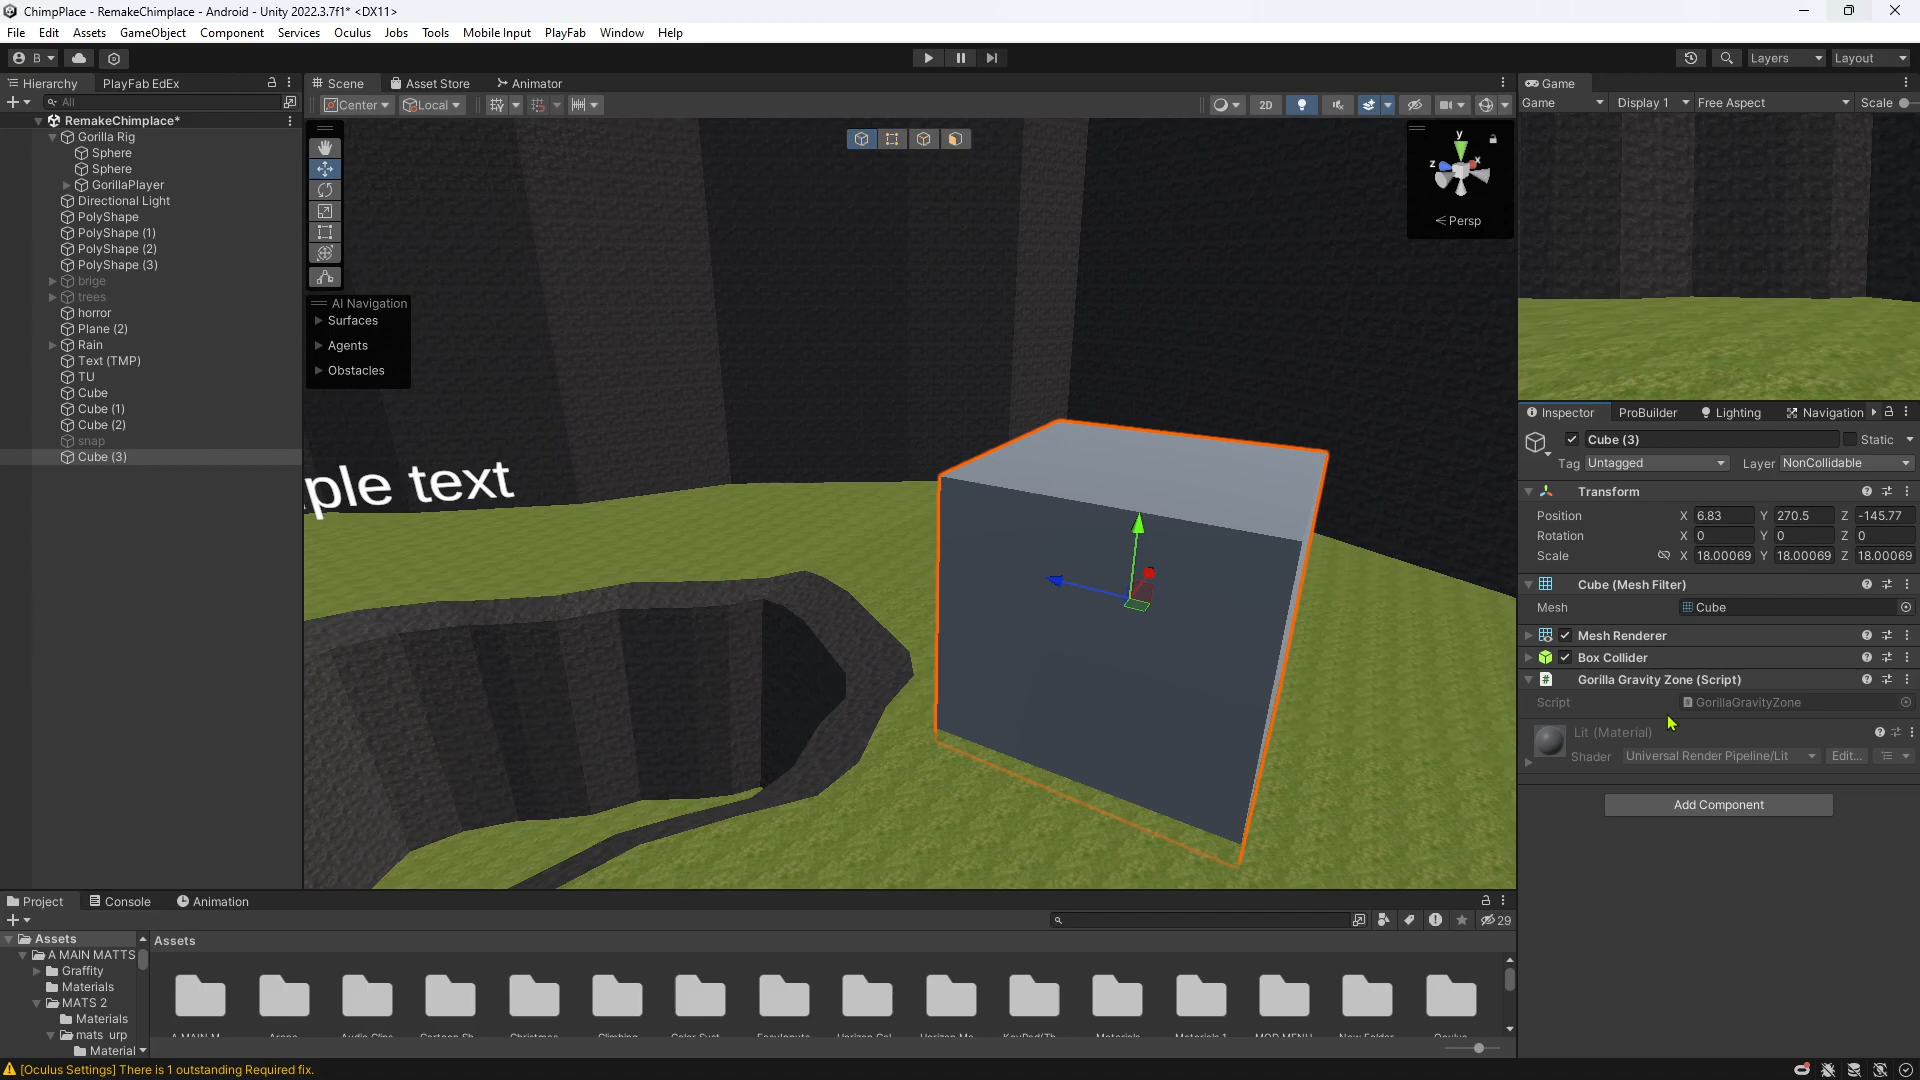 ChimpPlace - RemakeChimplace - Android - Unity 2022.3.7f1* <DX11>
File Edit Assets GameObject Component Services Oculus Jobs Tools Mobile Input PlayFab Window Help
B
Layers
Layout
Hierarchy
PlayFab EdEx
All
RemakeChimplace*
Gorilla Rig
Sphere
Sphere
GorillaPlayer
Directional Light
PolyShape
PolyShape (1)
PolyShape (2)
PolyShape (3)
brige
trees
horror
Plane (2)
Rain
Text (TMP)
TU
Cube
Cube (1)
Cube (2)
snap
Cube (3)
Scene
Asset Store
Animator
Center
Local
2D
y
z
x
Persp
AI Navigation
Surfaces
Agents
Obstacles
ple text
Game
Game
Display 1
Free Aspect
Scale
Inspector
ProBuilder
Lighting
Navigation
Cube (3)
Static
Tag Untagged
Layer NonCollidable
Transform
Position X 6.83 Y 270.5 Z -145.77
Rotation X 0 Y 0 Z 0
Scale X 18.00069 Y 18.00069 Z 18.00069
Cube (Mesh Filter)
Mesh Cube
Mesh Renderer
Box Collider
Gorilla Gravity Zone (Script)
Script GorillaGravityZone
Lit (Material)
Shader Universal Render Pipeline/Lit Edit...
Add Component
Project
Console
Animation
29
Assets
A MAIN MATTS
Graffity
Materials
MATS 2
Materials
mats urp
Material
Assets
[Oculus Settings] There is 1 outstanding Required fix.